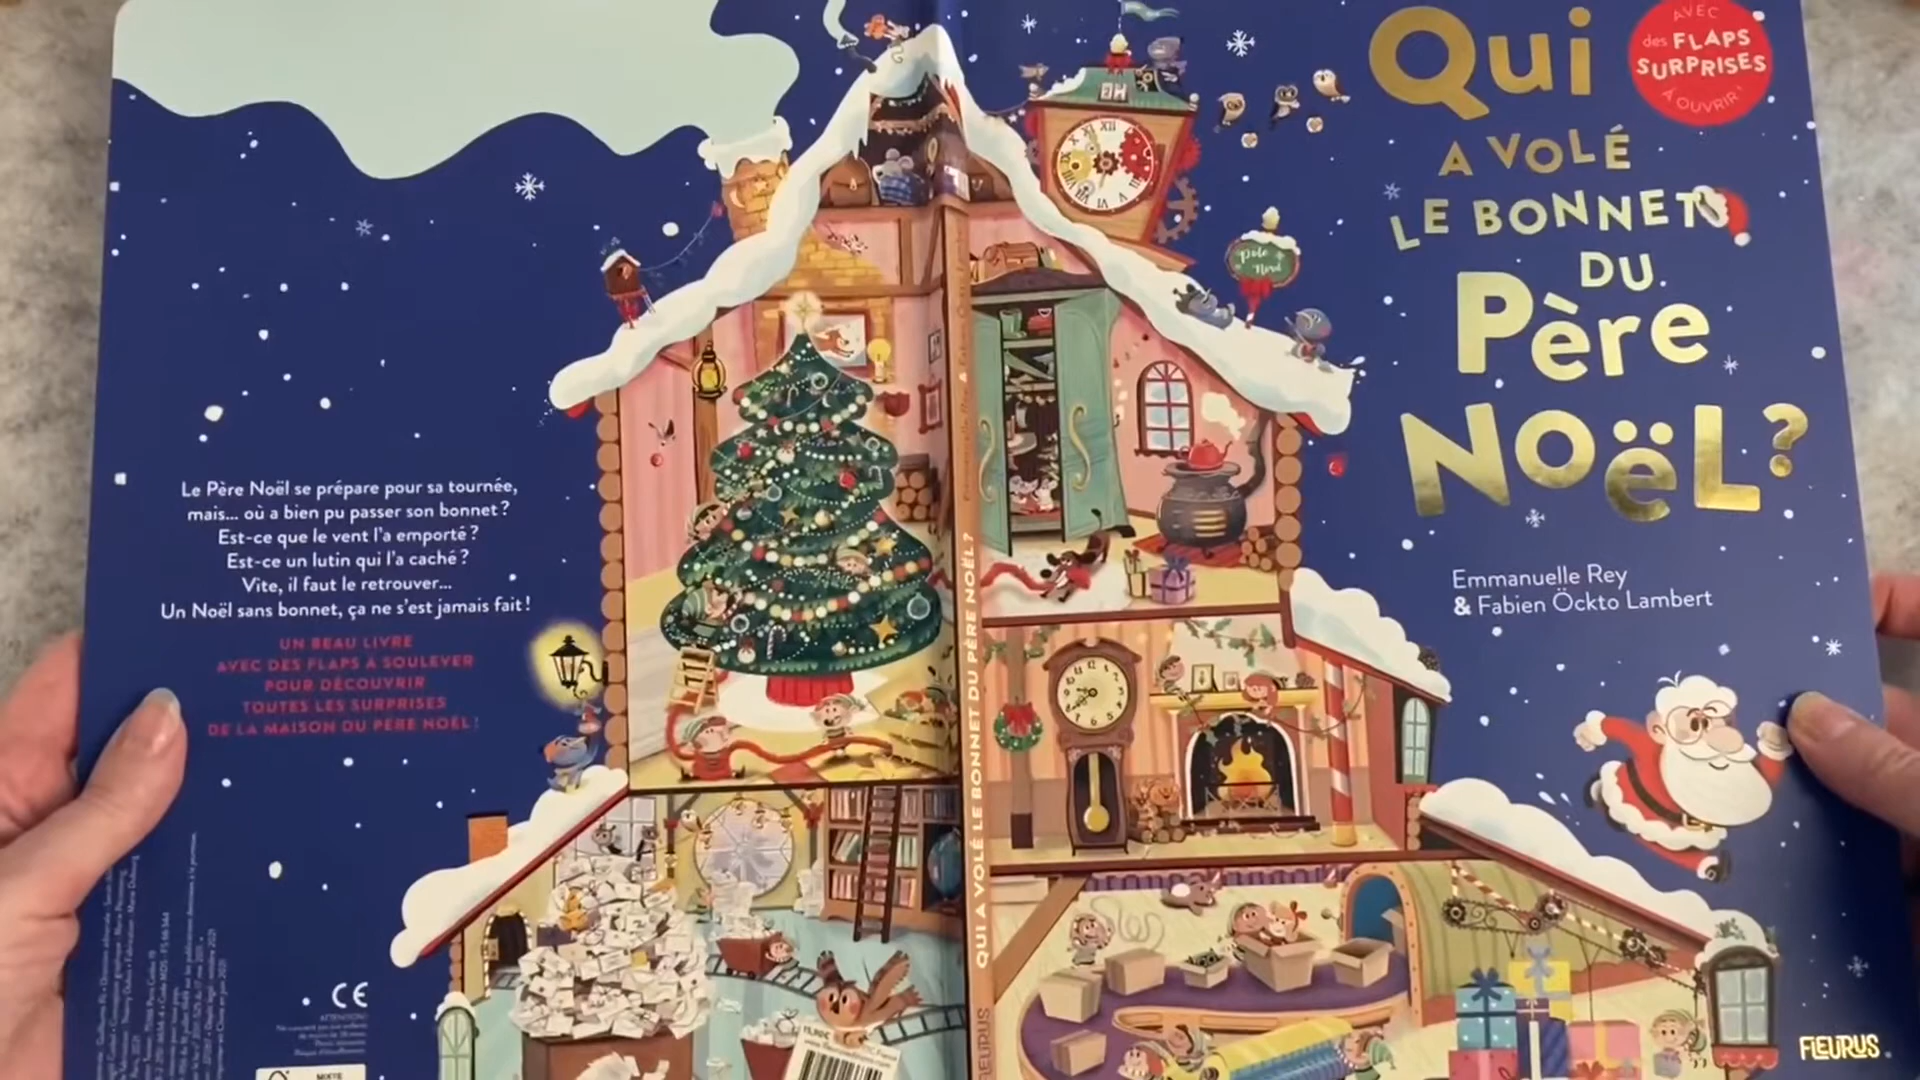 Le Père Noël se prépare pour sa tournée,
mais... où a bien pu passer son bonnet ?
Est-ce que le vent l'a emporté ?
Est-ce un lutin qui l'a caché ?
Vite, il faut le retrouver...
Un Noël sans bonnet, ça ne s'est jamais fait !
UN BEAU LIVRE
AVEC DES FLAPS À SOULEVER
POUR DÉCOUVRIR
TOUTES LES SURPRISES
DE LA MAISON DU PÈRE NOËL !
CE
MIXTE
QUI A VOLÉ LE BONNET DU PÈRE NOËL ?
FLEURUS
Pôle
Nord
Qui
A VOLÉ
LE BONNET
DU
Père
NOËL ?
AVEC
des FLAPS
SURPRISES
À OUVRIR !
Emmanuelle Rey
& Fabien Öckto Lambert
FLEURUS